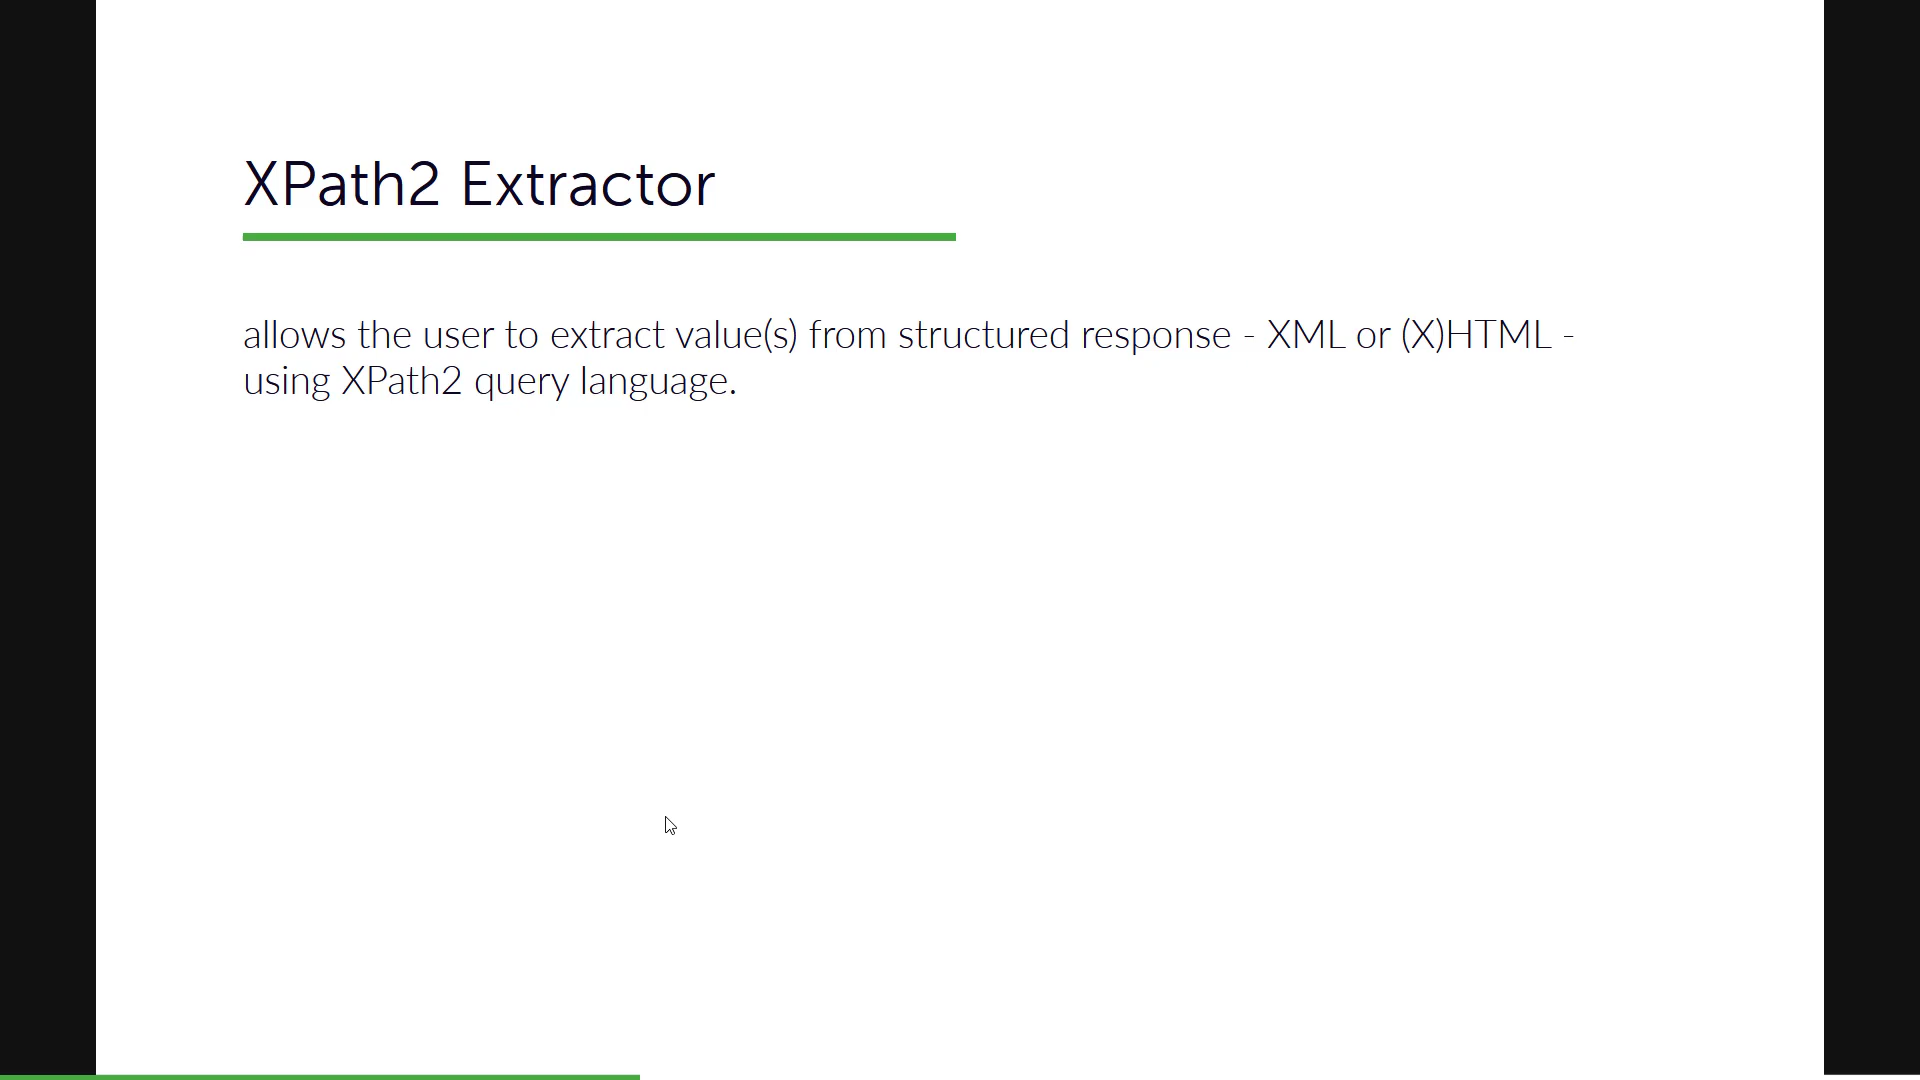 XPath2 Extractor
allows the user to extract value(s) from structured response - XML or (X)HTML -
using XPath2 query language.